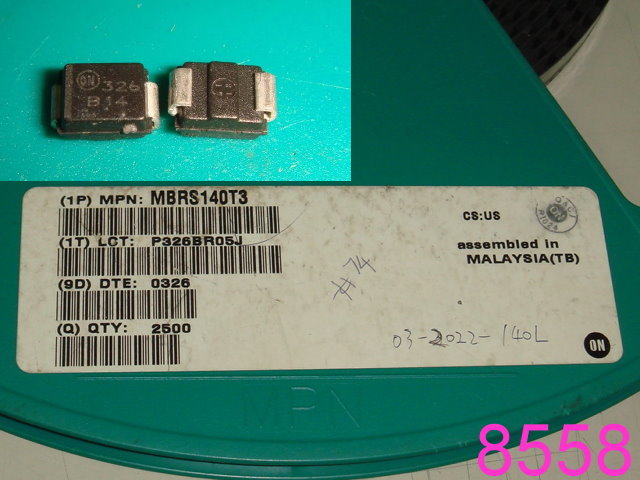 ON 326
B14
(1P) MPN: MBRS140T3
CS:US
(1T) LCT: P326BR05J
assembled in
MALAYSIA(TB)
(9D) DTE: 0326
#14
(Q) QTY: 2500
03-2022-140L
ON
MPN
8558